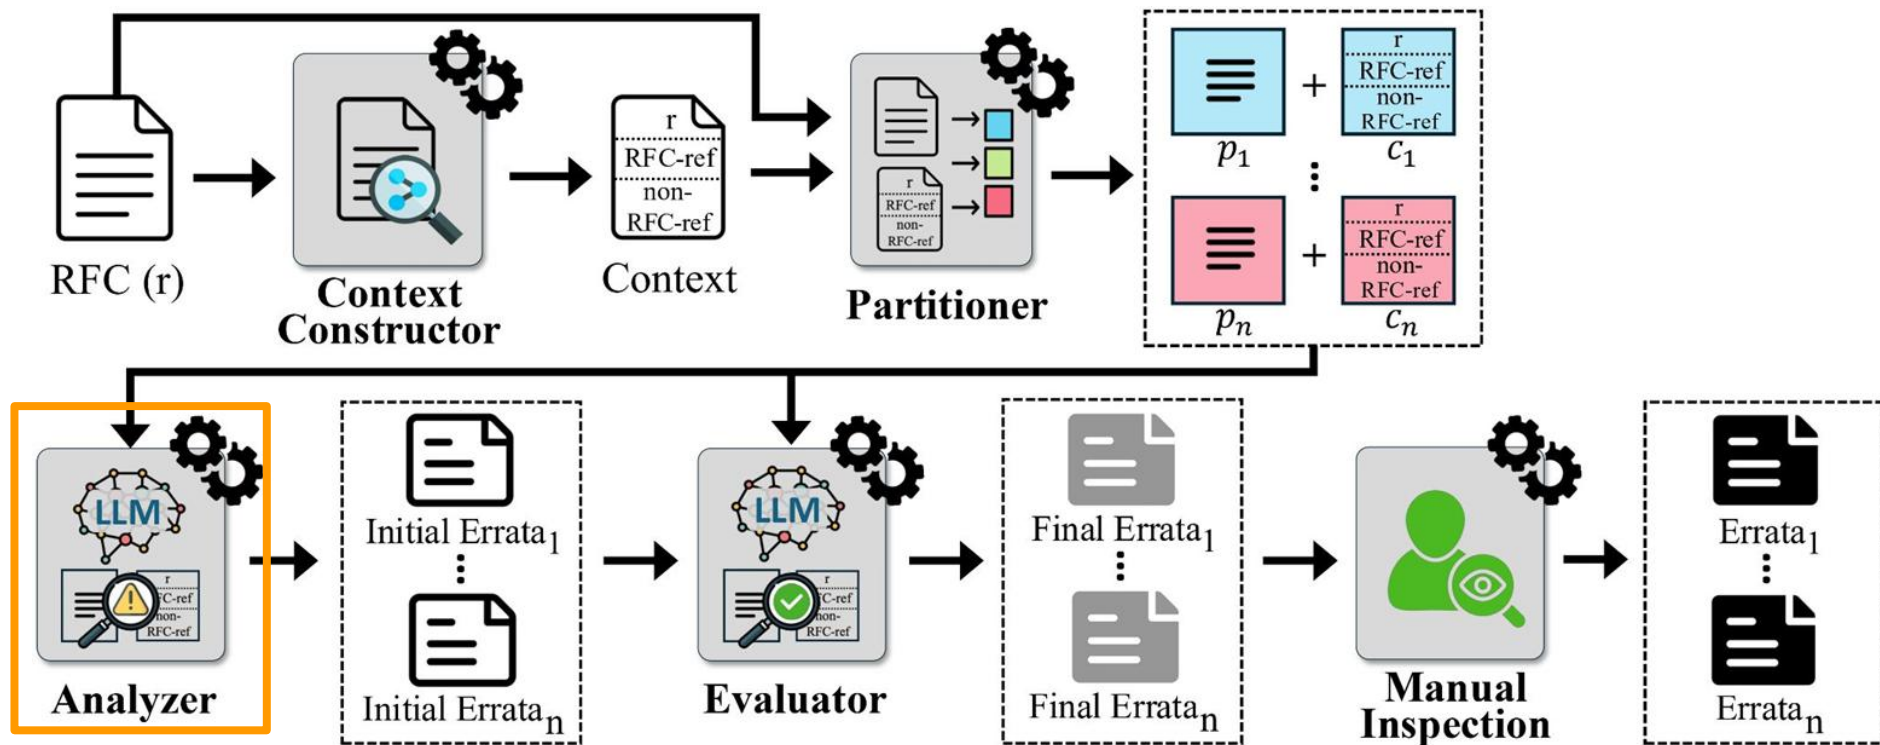 RFC (r)
Context
Constructor
r
RFC-ref
non-
RFC-ref
Context
r
RFC-ref
non-
RFC-ref
Partitioner
p₁
+
r
RFC-ref
non-
RFC-ref
c₁
pₙ
+
r
RFC-ref
non-
RFC-ref
cₙ
LLM
r
FC-ref
non-
RFC-ref
Analyzer
Initial Errata₁
Initial Errataₙ
LLM
r
FC-ref
non-
RFC-ref
Evaluator
Final Errata₁
Final Errataₙ
Manual
Inspection
Errata₁
Errataₙ